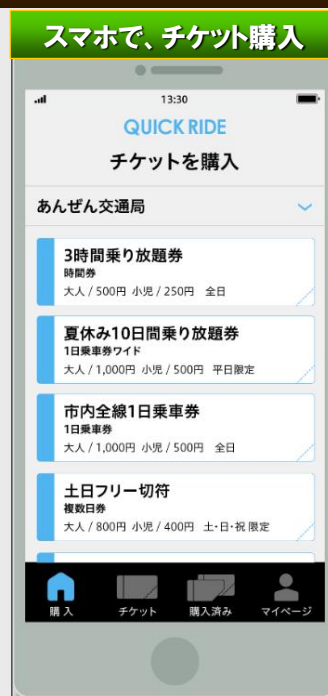 スマホで、チケット購入
13:30
QUICK RIDE
チケットを購入
あんぜん交通局
3時間乗り放題券
時間券
大人 / 500円 小児 / 250円 全日
夏休み10日間乗り放題券
1日乗車券ワイド
大人 / 1,000円 小児 / 500円 平日限定
市内全線1日乗車券
1日乗車券
大人 / 1,000円 小児 / 500円 全日
土日フリー切符
複数日券
大人 / 800円 小児 / 400円 土・日・祝 限定
購 入 チケット 購入済み マイページ